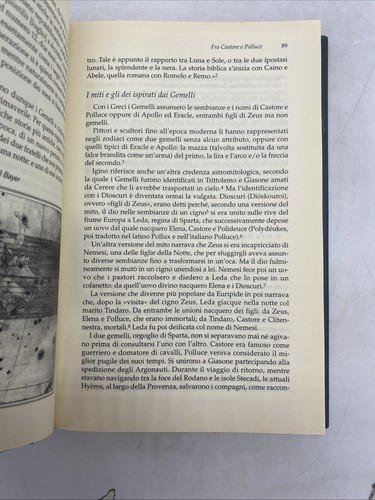 Fra Castore e Polluce
89
tro. Tale è appunto il rapporto tra Luna e Sole, o tra le due ipostasi
lunari, la splendente e la nera. La storia biblica s'inizia con Caino e
Abele, quella romana con Romolo e Remo.»2
I miti e gli dei ispirati dai Gemelli
Con i Greci i Gemelli assunsero le sembianze e i nomi di Castore e
Polluce oppure di Apollo ed Eracle, entrambi figli di Zeus ma non
gemelli.
Pittori e scultori fino all'epoca moderna li hanno rappresentati
negli zodiaci come due gemelli senza alcun attributo, oppure con
quelli tipici di Eracle e Apollo: la mazza (talvolta sostituita da una
falce brandita come un'arma) del primo, la lira e l'arco e/o la freccia
del secondo.3
Igino riferisce anche un'altra credenza astromitologica, secondo
la quale i Gemelli furono identificati in Trittolemo e Giasone amati
da Cerere che li avrebbe trasportati in cielo.4 Ma l'identificazione
con i Dioscuri è diventata ormai la vulgata. Dioscuri (Dióskouroi),
ovvero «figli di Zeus», erano detti perché, secondo una versione del
mito, il dio nelle sembianze di un cigno5 si era unito sulle rive del
fiume Europa a Leda, regina di Sparta, che successivamente depose
un uovo dal quale nacquero Elena, Castore e Polideuce (Polydéukes,
poi tradotto nel latino Pollux e nell'italiano Polluce).6
Un'altra versione del mito narrava che Zeus si era incapricciato di
Nemesi, una delle figlie della Notte, che per sfuggirgli aveva assunto
diverse sembianze fino a trasformarsi in un'oca. Ma il dio fulmi-
neamente si mutò in un cigno unendosi a lei. Nemesi fece poi un uo-
vo che i pastori raccolsero e diedero a Leda che lo pose in un
cofanetto: da quell'uovo divino nacquero Elena e i Dioscuri.7
La versione che divenne più popolare da Euripide in poi narrava
che, dopo la «visita» del cigno Zeus, Leda giacque nella notte col
marito Tindaro. Da entrambe le unioni nacquero dei figli: da Zeus,
Elena e Polluce, che erano immortali; da Tindaro, Castore e Cliten-
nestra, mortali.8 Leda fu poi deificata col nome di Nemesi.
I due gemelli, orgoglio di Sparta, non si separavano mai né agiva-
no prima di consultarsi l'uno con l'altro. Castore era famoso come
guerriero e domatore di cavalli, Polluce veniva considerato il mi-
glior pugile dei suoi tempi. Si unirono a Giasone partecipando alla
spedizione degli Argonauti. Durante il viaggio di ritorno, mentre
stavano navigando tra la foce del Rodano e le isole Stecadi, le attuali
Hyères, al largo della Provenza, salvarono i compagni, come raccon-